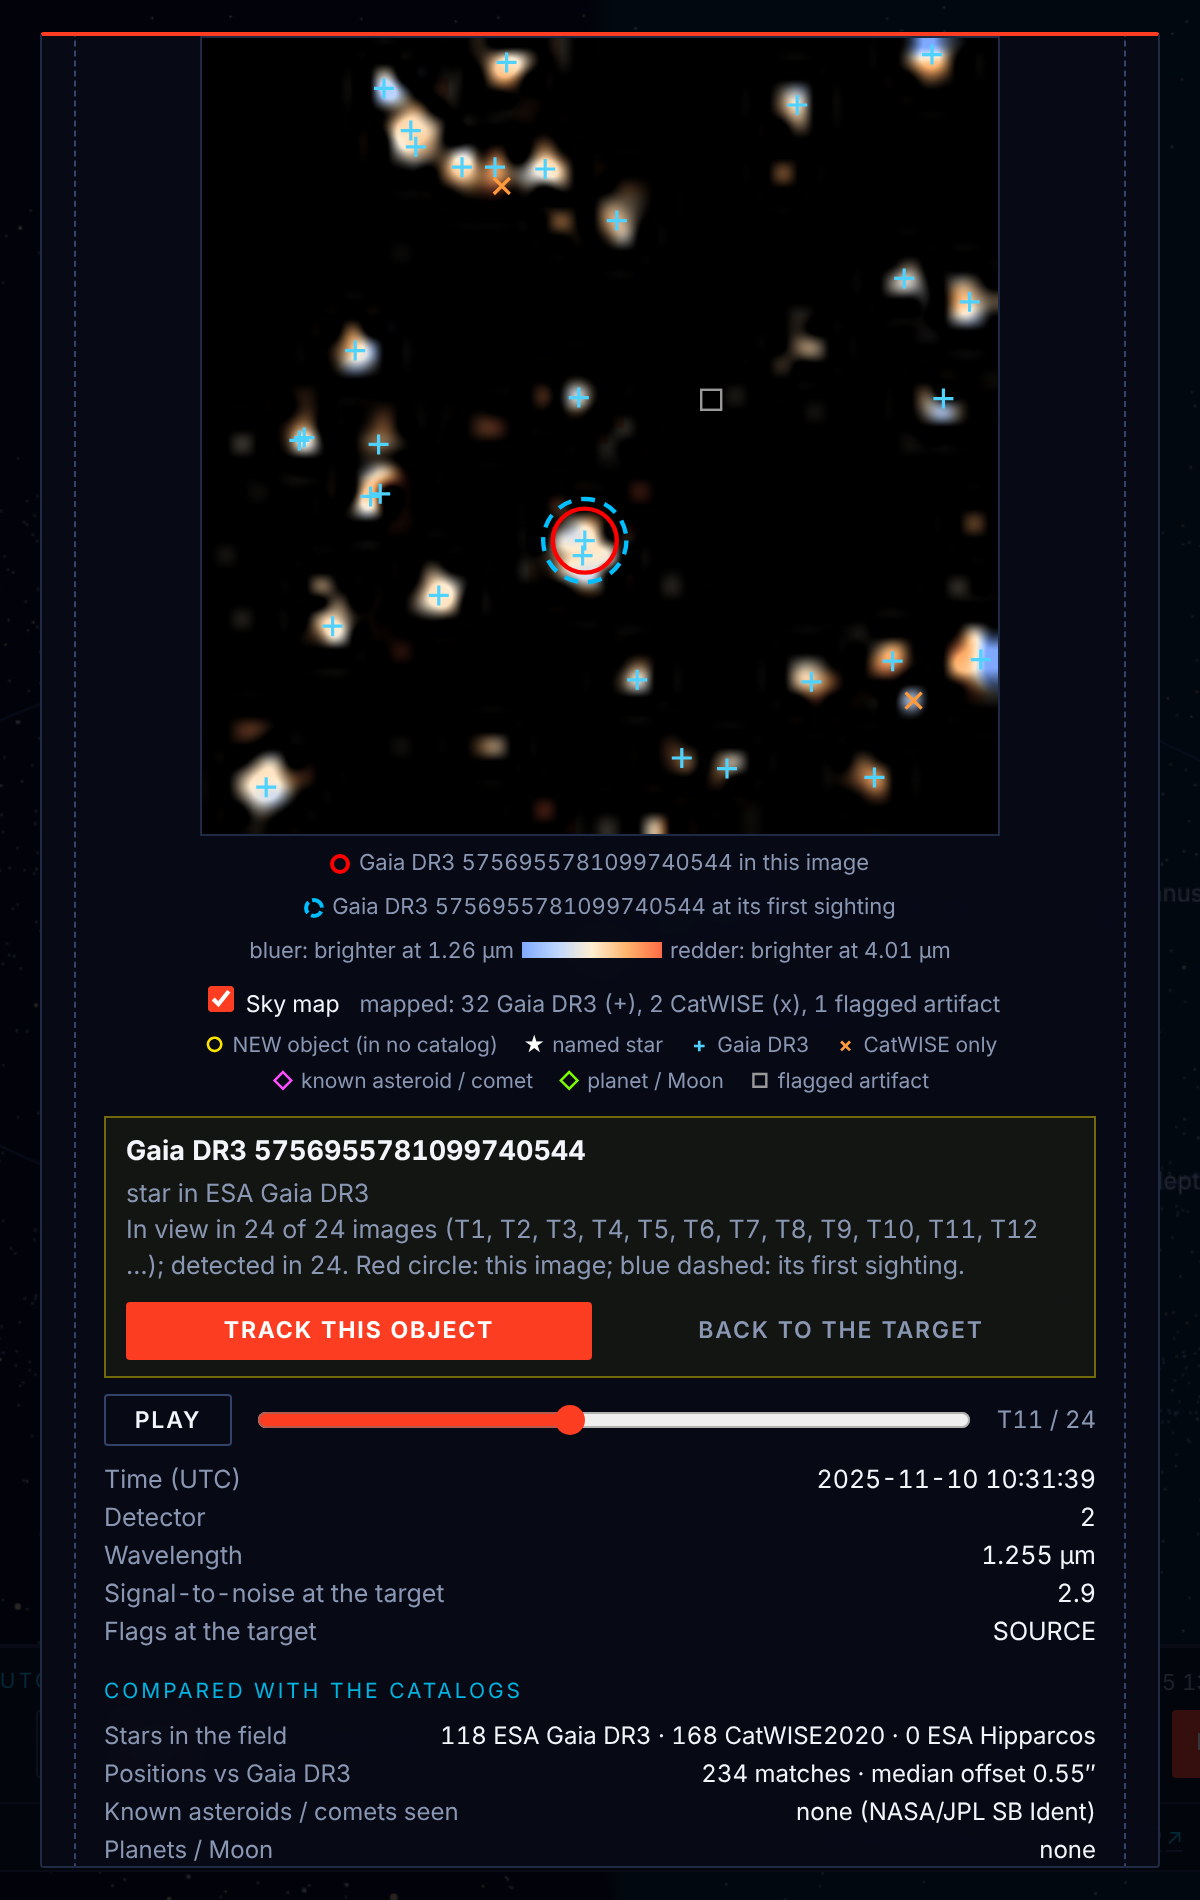 Gaia DR3 5756955781099740544 in this image
Gaia DR3 5756955781099740544 at its first sighting
bluer: brighter at 1.26 µm redder: brighter at 4.01 µm
Sky map mapped: 32 Gaia DR3 (+), 2 CatWISE (x), 1 flagged artifact
NEW object (in no catalog) named star Gaia DR3 CatWISE only
known asteroid / comet planet / Moon flagged artifact
Gaia DR3 5756955781099740544
star in ESA Gaia DR3
In view in 24 of 24 images (T1, T2, T3, T4, T5, T6, T7, T8, T9, T10, T11, T12
...); detected in 24. Red circle: this image; blue dashed: its first sighting.
TRACK THIS OBJECT BACK TO THE TARGET
PLAY T11 / 24
Time (UTC) 2025-11-10 10:31:39
Detector 2
Wavelength 1.255 µm
Signal-to-noise at the target 2.9
Flags at the target SOURCE
COMPARED WITH THE CATALOGS
Stars in the field 118 ESA Gaia DR3 · 168 CatWISE2020 · 0 ESA Hipparcos
Positions vs Gaia DR3 234 matches · median offset 0.55″
Known asteroids / comets seen none (NASA/JPL SB Ident)
Planets / Moon none